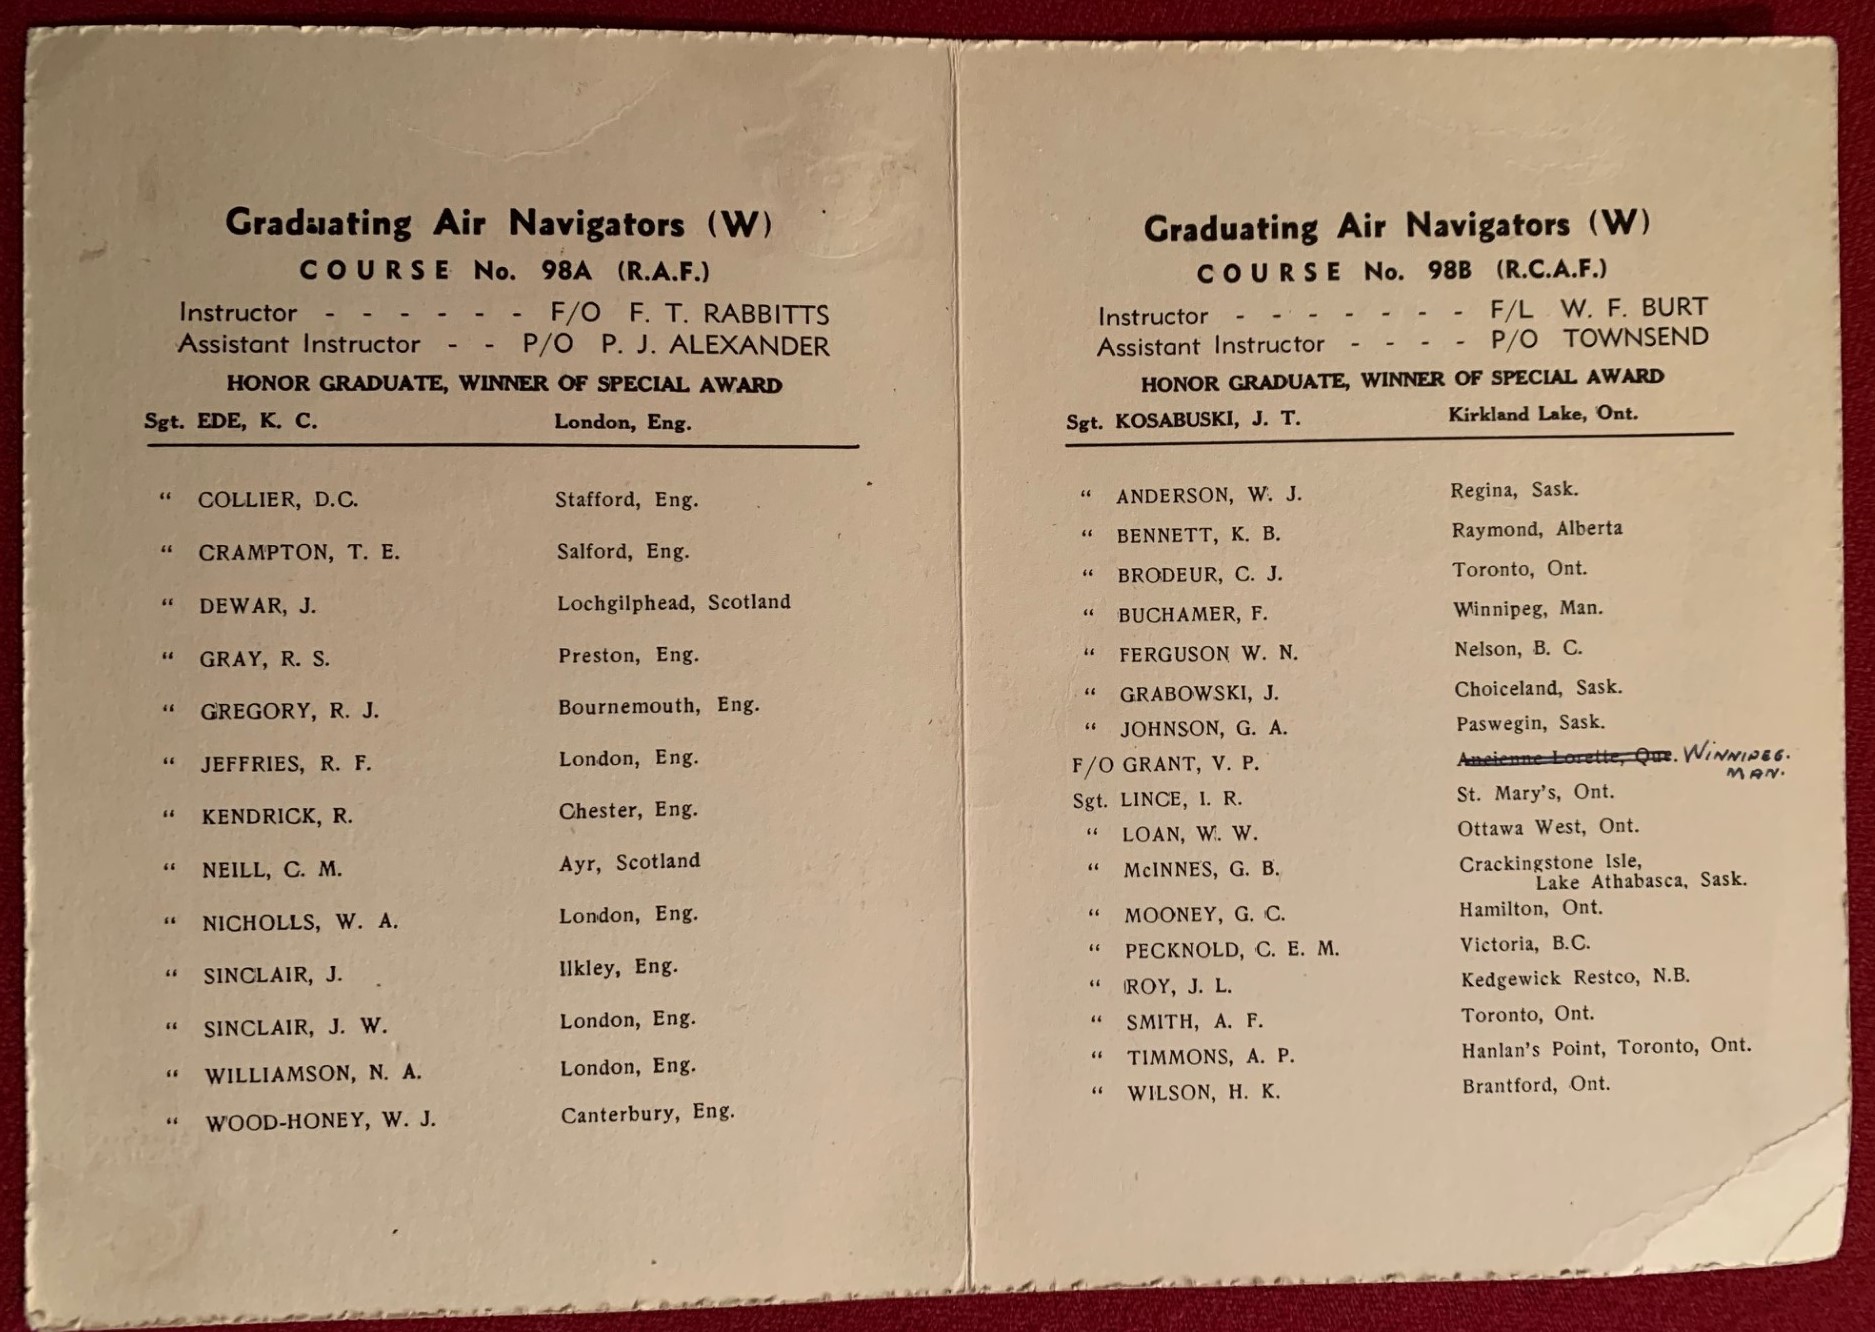 Graduating Air Navigators (W)
COURSE No. 98A (R.A.F.)
Instructor - - - - - - F/O F. T. RABBITTS
Assistant Instructor - - P/O P. J. ALEXANDER
HONOR GRADUATE, WINNER OF SPECIAL AWARD
Sgt. EDE, K. C. London, Eng.
“ COLLIER, D.C. Stafford, Eng.
“ CRAMPTON, T. E. Salford, Eng.
“ DEWAR, J. Lochgilphead, Scotland
“ GRAY, R. S. Preston, Eng.
“ GREGORY, R. J. Bournemouth, Eng.
“ JEFFRIES, R. F. London, Eng.
“ KENDRICK, R. Chester, Eng.
“ NEILL, C. M. Ayr, Scotland
“ NICHOLLS, W. A. London, Eng.
“ SINCLAIR, J. Ilkley, Eng.
“ SINCLAIR, J. W. London, Eng.
“ WILLIAMSON, N. A. London, Eng.
“ WOOD-HONEY, W. J. Canterbury, Eng.
Graduating Air Navigators (W)
COURSE No. 98B (R.C.A.F.)
Instructor - - - - - - - F/L W. F. BURT
Assistant Instructor - - - - P/O TOWNSEND
HONOR GRADUATE, WINNER OF SPECIAL AWARD
Sgt. KOSABUSKI, J. T. Kirkland Lake, Ont.
“ ANDERSON, W. J. Regina, Sask.
“ BENNETT, K. B. Raymond, Alberta
“ BRODEUR, C. J. Toronto, Ont.
“ BUCHAMER, F. Winnipeg, Man.
“ FERGUSON W. N. Nelson, B. C.
“ GRABOWSKI, J. Choiceland, Sask.
“ JOHNSON, G. A. Paswegin, Sask.
F/O GRANT, V. P. Ancienne Lorette, Que. WINNIPEG.
MAN.
Sgt. LINCE, I. R. St. Mary's, Ont.
“ LOAN, W. W. Ottawa West, Ont.
“ McINNES, G. B. Crackingstone Isle,
Lake Athabasca, Sask.
“ MOONEY, G. C. Hamilton, Ont.
“ PECKNOLD, C. E. M. Victoria, B.C.
“ ROY, J. L. Kedgewick Restco, N.B.
“ SMITH, A. F. Toronto, Ont.
“ TIMMONS, A. P. Hanlan's Point, Toronto, Ont.
“ WILSON, H. K. Brantford, Ont.